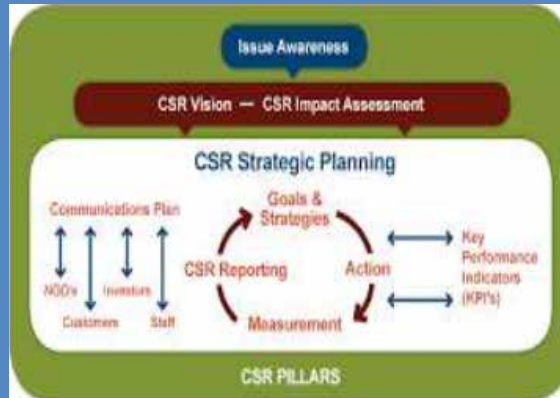 Issue Awareness
CSR Vision — CSR Impact Assessment
CSR Strategic Planning
Communications Plan
NGO's
Investors
Customers
Staff
Goals &
Strategies
CSR Reporting
Action
Measurement
Key
Performance
Indicators
(KPI's)
CSR PILLARS